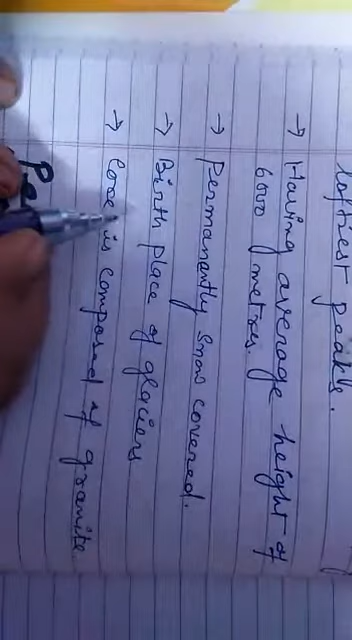 loftiest peaks.
→ Having average height of
6000 metres.
→ Permanently snow covered.
→ Birth place of glaciers
→ Core is composed of granite.